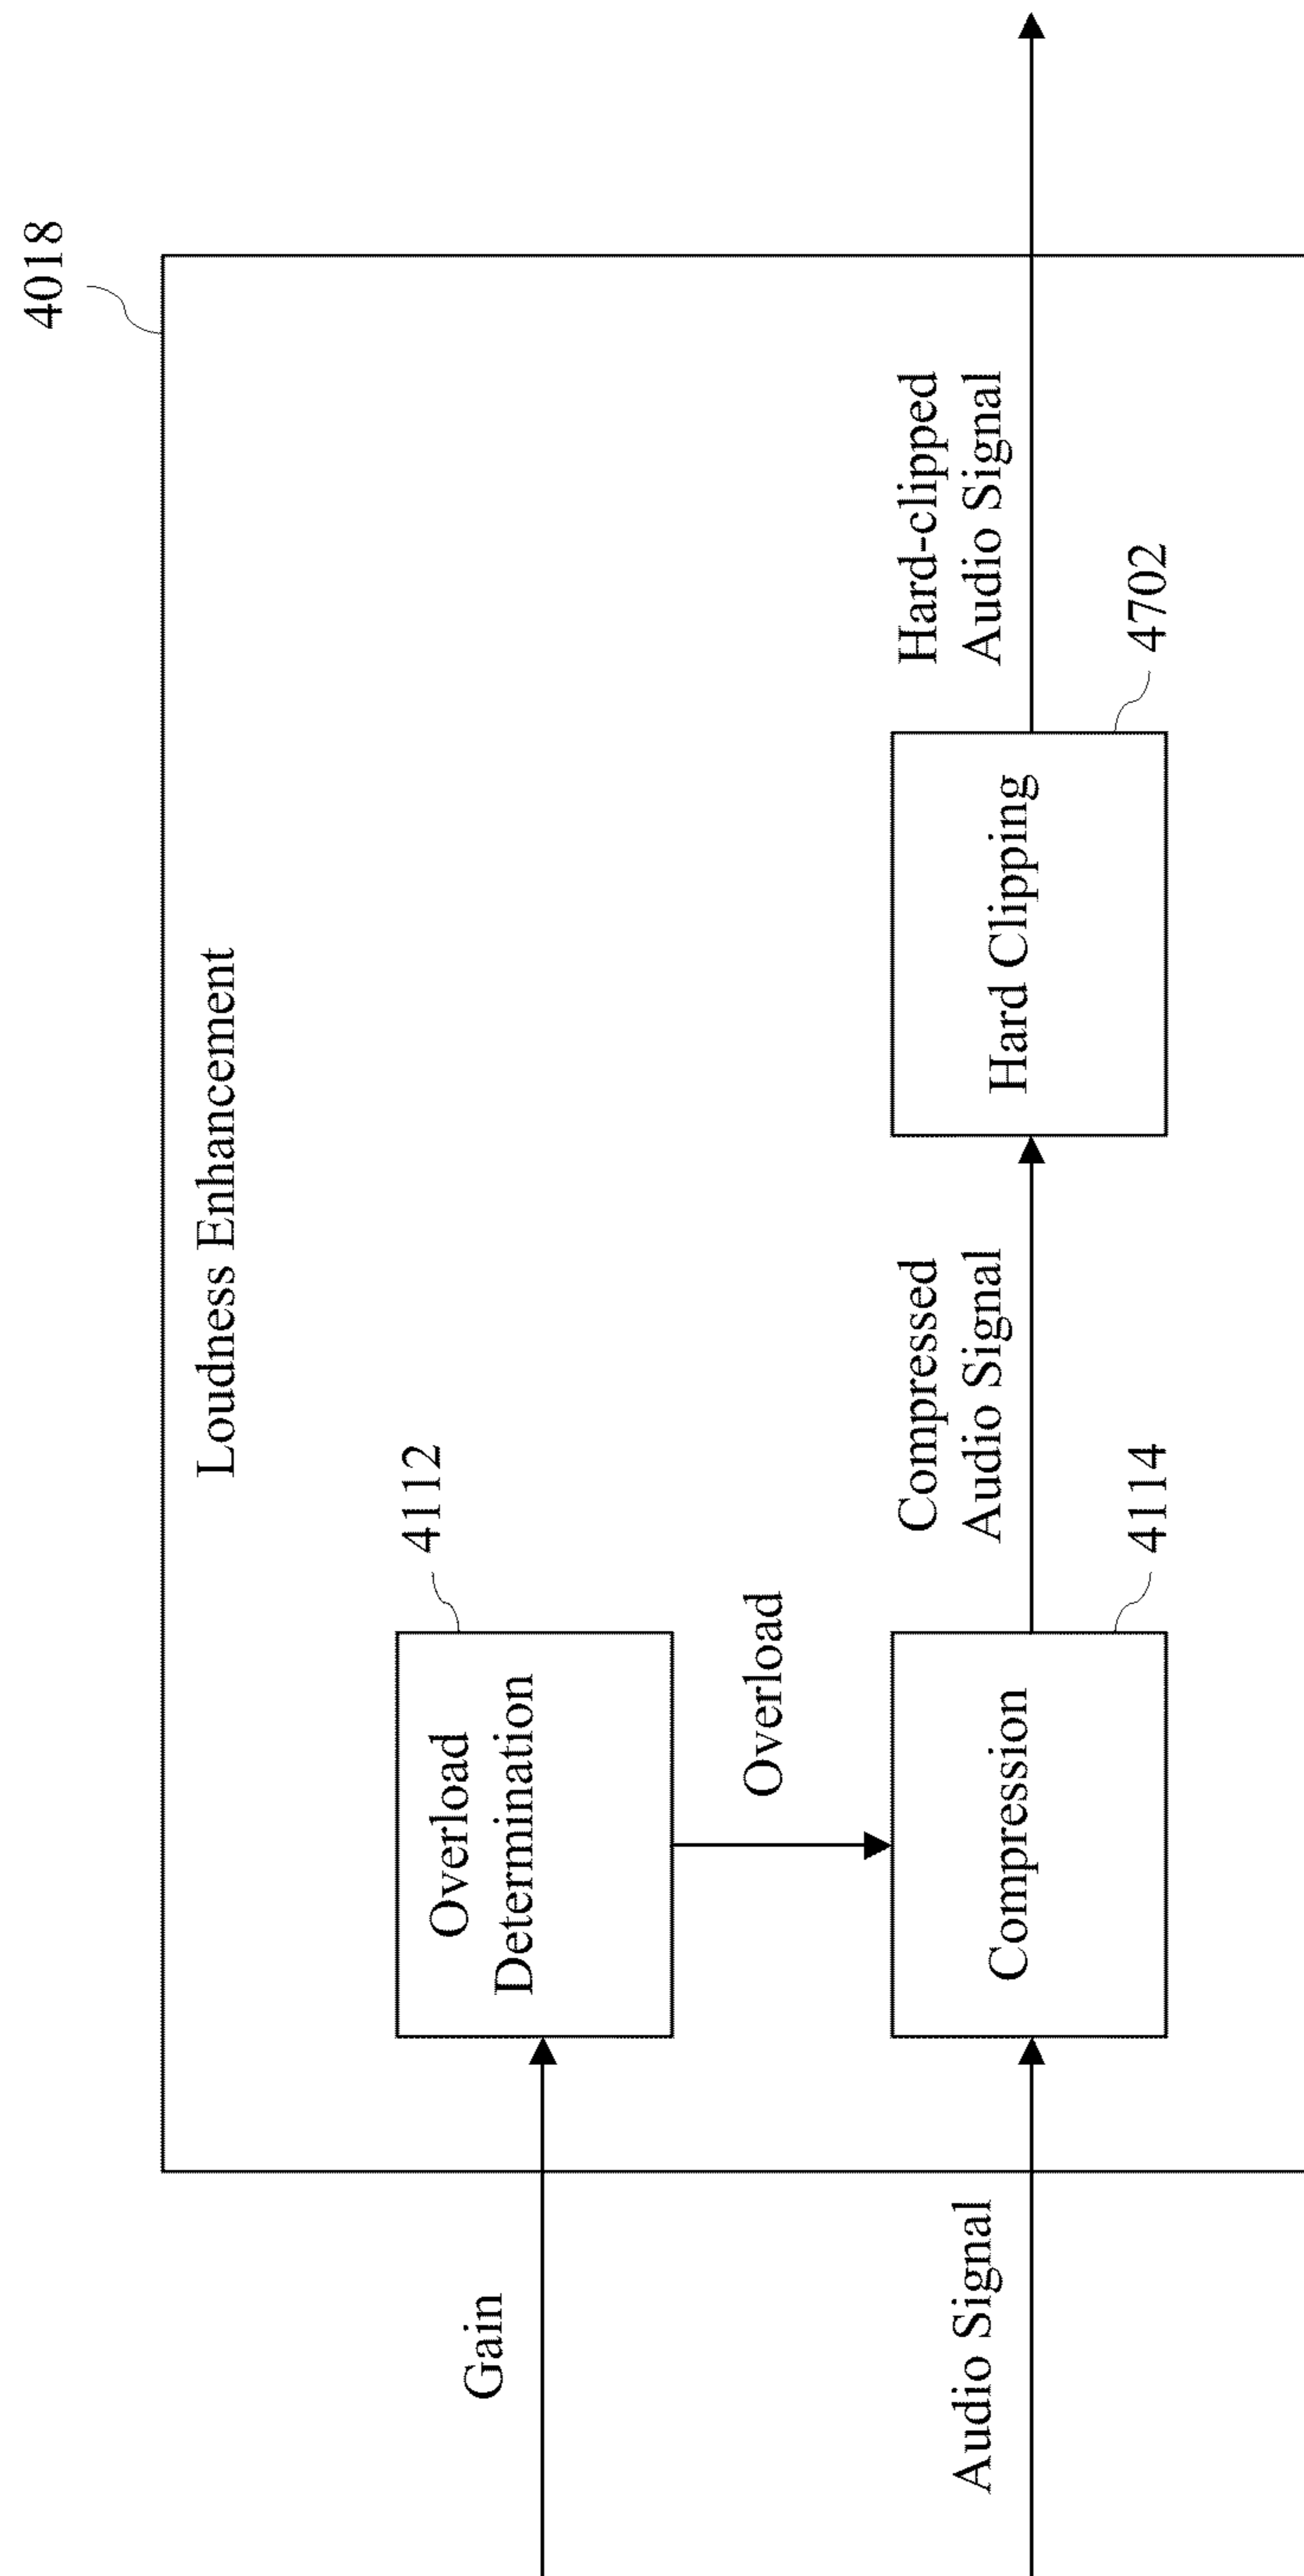 4018
Loudness Enhancement
Gain
Overload
Determination
4112
Overload
Audio Signal
Compression
4114
Compressed
Audio Signal
Hard Clipping
4702
Hard-clipped
Audio Signal